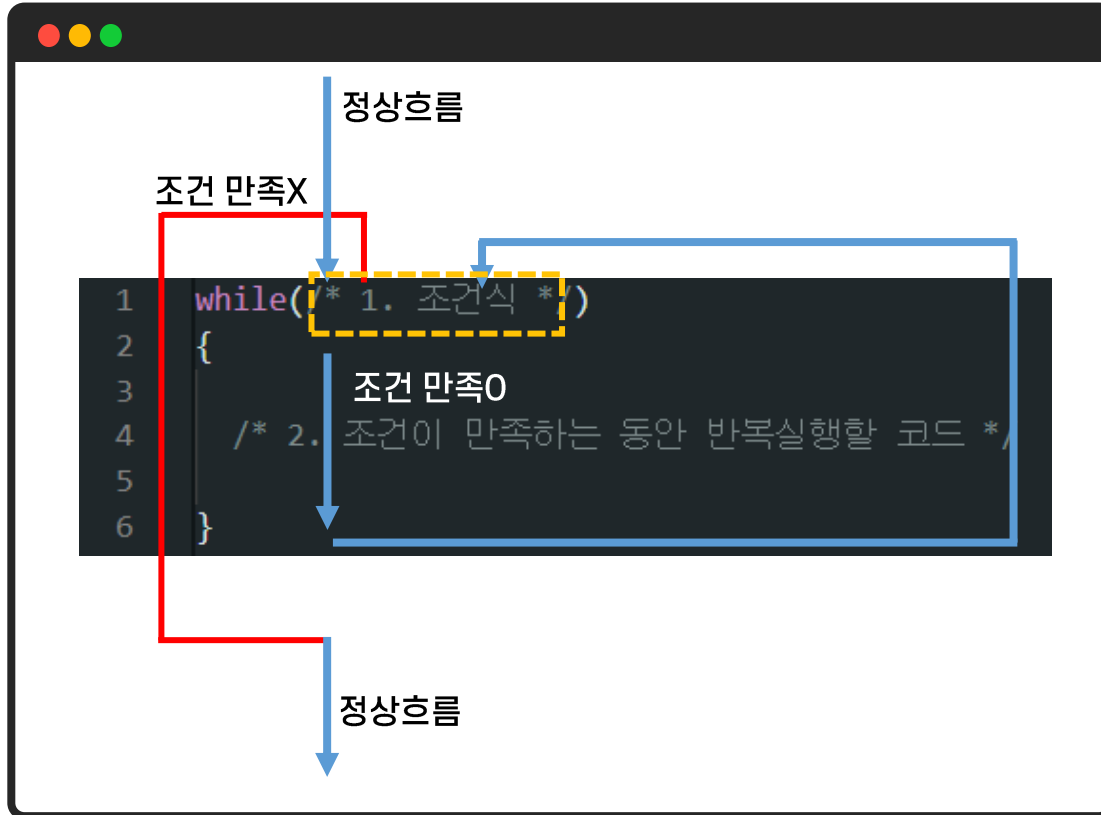 정상흐름
조건 만족X
1 while(/* 1. 조건식 */)
2 {
3 조건 만족O
4 /* 2. 조건이 만족하는 동안 반복실행할 코드 */
5
6 }
정상흐름